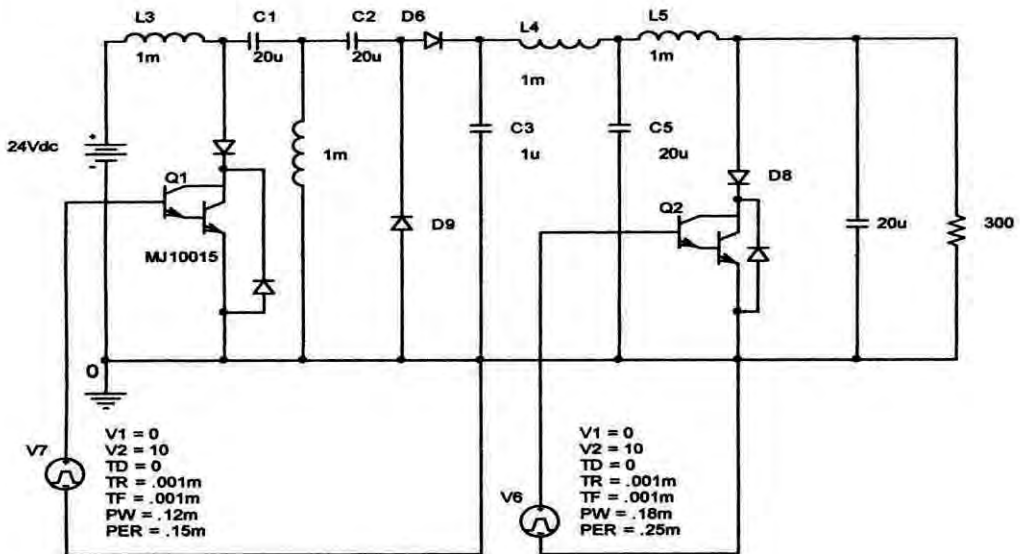 L3
C1
C2
D6
L4
L5
1m
20u
20u
1m
1m
24Vdc
+
-
1m
C3
1u
C5
20u
Q1
D9
Q2
D8
20u
300
MJ10015
0
V7
V1 = 0
V2 = 10
TD = 0
TR = .001m
TF = .001m
PW = .12m
PER = .15m
V6
V1 = 0
V2 = 10
TD = 0
TR = .001m
TF = .001m
PW = .18m
PER = .25m